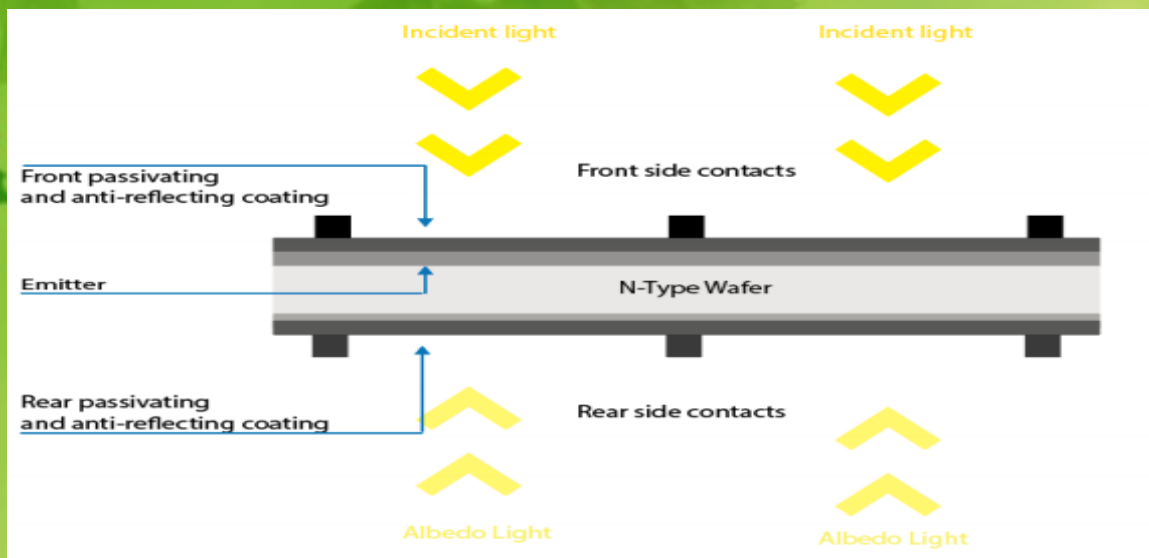 Incident light
Incident light
Front passivating
and anti-reflecting coating
Front side contacts
Emitter
N-Type Wafer
Rear passivating
and anti-reflecting coating
Rear side contacts
Albedo Light
Albedo Light